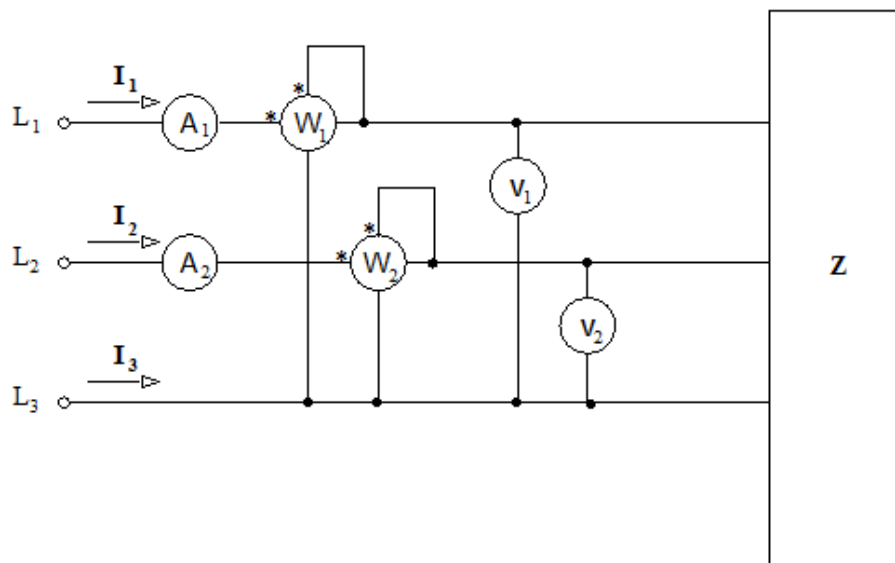 I₁
L₁ A₁ * * W₁
V₁
I₂
L₂ A₂ * * W₂ Z
V₂
I₃
L₃